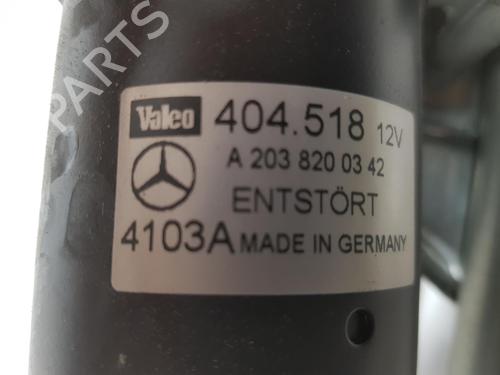 PARTS
Valeo 404.518 12V
A 203 820 03 42
ENTSTÖRT
4103A MADE IN GERMANY